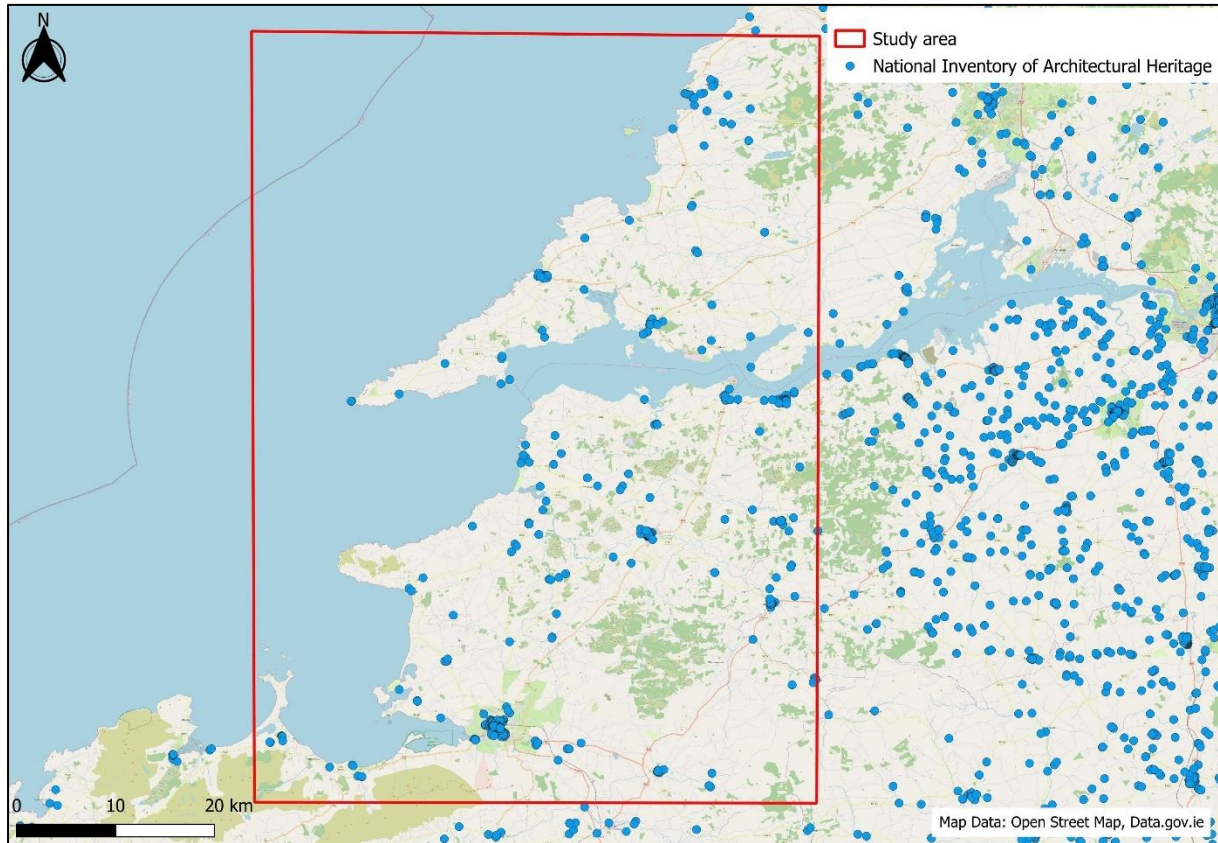 N
Study area
National Inventory of Architectural Heritage
0 10 20 km
Map Data: Open Street Map, Data.gov.ie